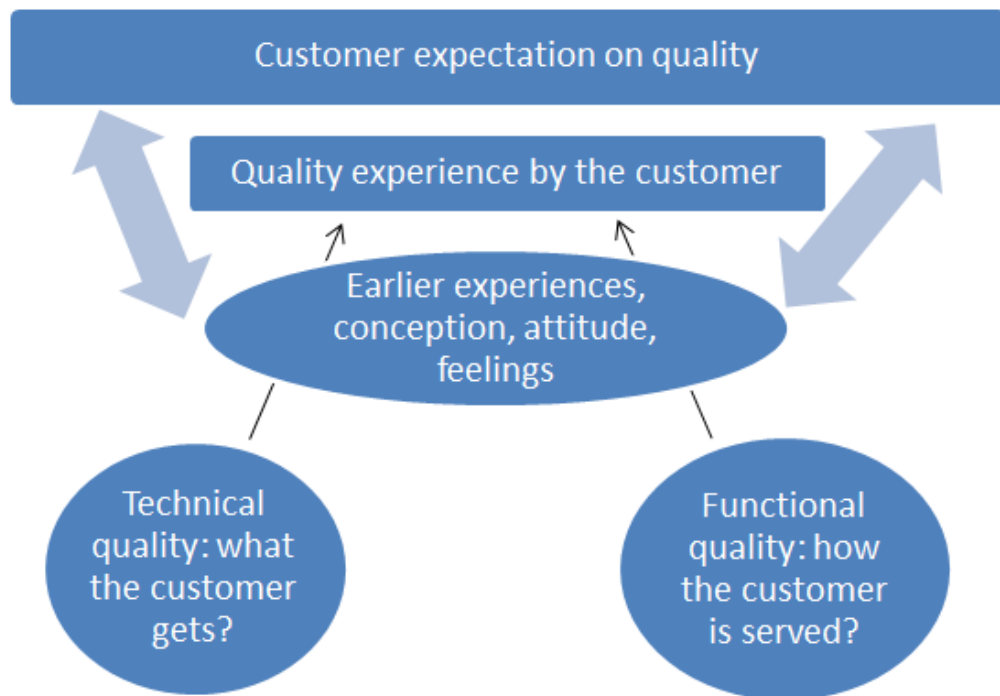 Customer expectation on quality
Quality experience by the customer
Earlier experiences,
conception, attitude,
feelings
Technical
quality: what
the customer
gets?
Functional
quality: how
the customer
is served?